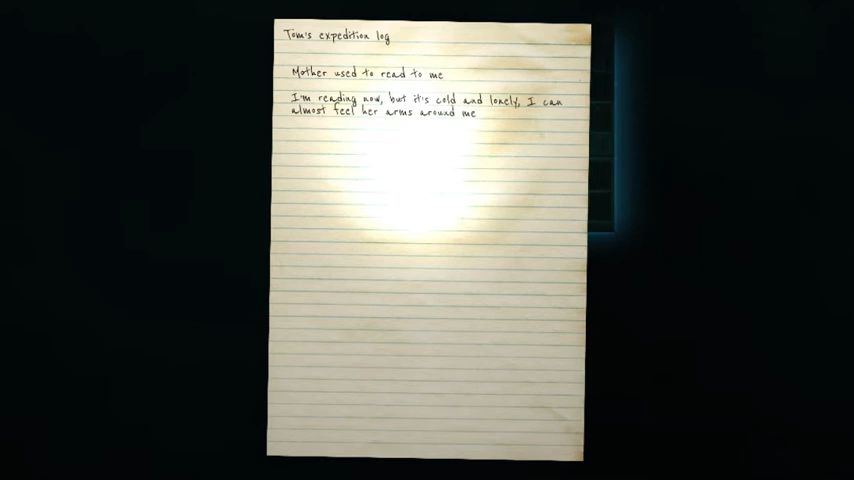 Tom's expedition log
Mother used to read to me
I'm reading now, but it's cold and lonely, I can
almost feel her arms around me